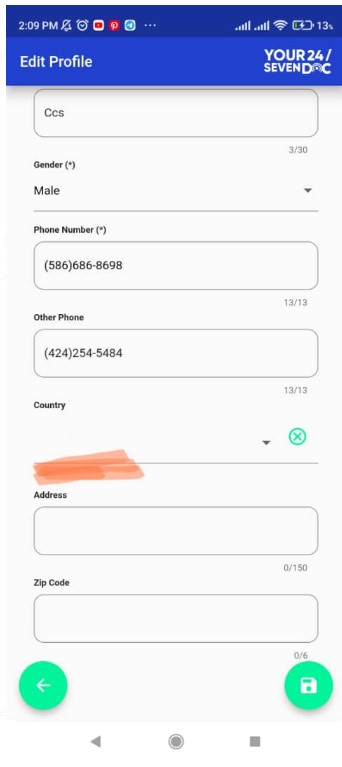 2:09 PM
13%
Edit Profile
YOUR 24/
SEVEN DOC
Ccs
3/30
Gender (*)
Male
Phone Number (*)
(586)686-8698
13/13
Other Phone
(424)254-5484
13/13
Country
Address
0/150
Zip Code
0/6